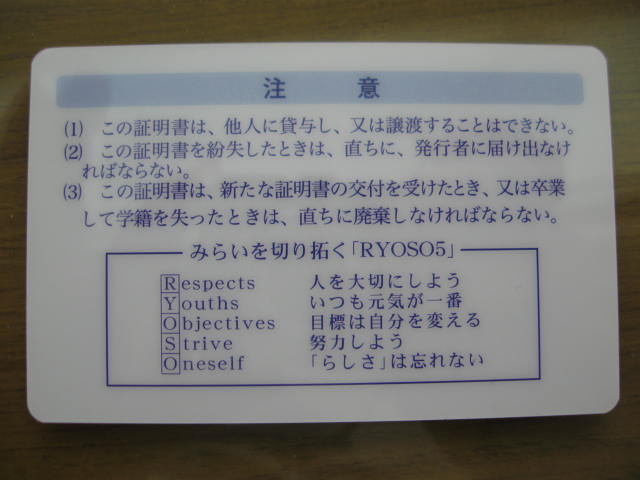 注意
(1) この証明書は、他人に貸与し、又は譲渡することはできない。
(2) この証明書を紛失したときは、直ちに、発行者に届け出なけ
ればならない。
(3) この証明書は、新たな証明書の交付を受けたとき、又は卒業
して学籍を失ったときは、直ちに廃棄しなければならない。
みらいを切り拓く「RYOSO5」
Respects 人を大切にしよう
Youths いつも元気が一番
Objectives 目標は自分を変える
Strive 努力しよう
Oneself 「らしさ」は忘れない